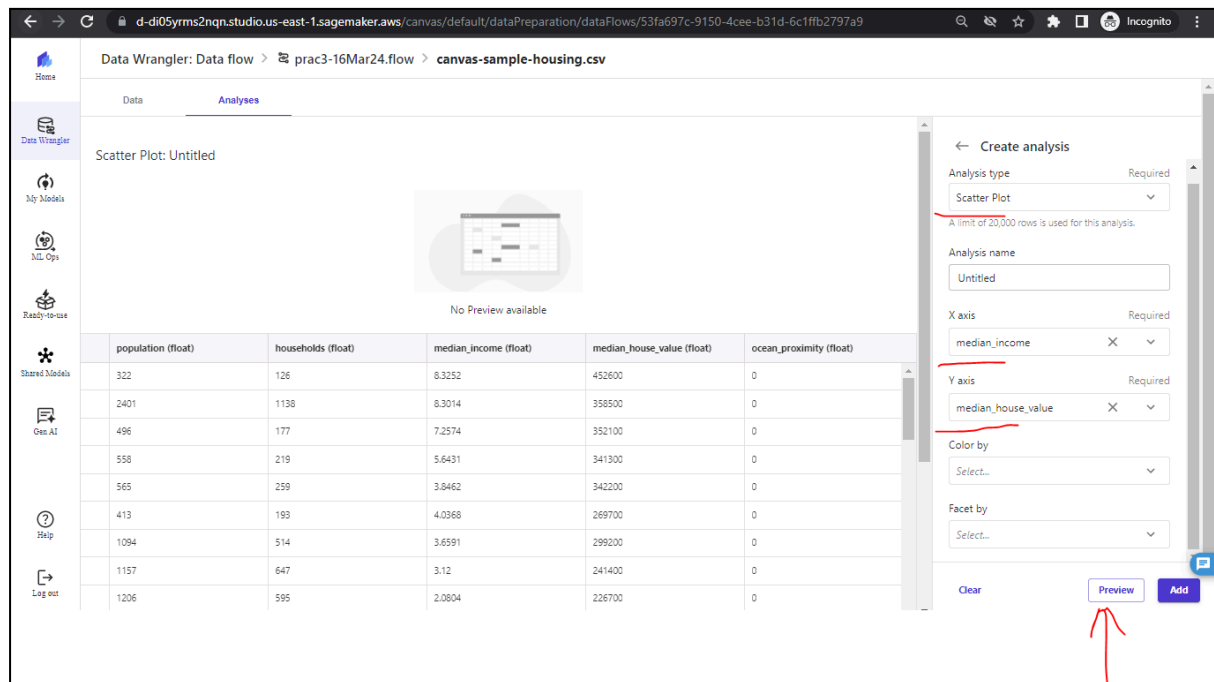 d-di05yrms2nqn.studio.us-east-1.sagemaker.aws/canvas/default/dataPreparation/dataFlows/53fa697c-9150-4cee-b31d-6c1ffb2797a9
Incognito
Home
Data Wrangler: Data flow > prac3-16Mar24.flow > canvas-sample-housing.csv
Data Analyses
Data Wrangler
My Models
ML Ops
Ready-to-use
Shared Models
Gen AI
Help
Log out
Scatter Plot: Untitled
No Preview available
population (float) households (float) median_income (float) median_house_value (float) ocean_proximity (float)
322 126 8.3252 452600 0
2401 1138 8.3014 358500 0
496 177 7.2574 352100 0
558 219 5.6431 341300 0
565 259 3.8462 342200 0
413 193 4.0368 269700 0
1094 514 3.6591 299200 0
1157 647 3.12 241400 0
1206 595 2.0804 226700 0
Create analysis
Analysis type Required
Scatter Plot
A limit of 20,000 rows is used for this analysis.
Analysis name
Untitled
X axis Required
median_income
Y axis Required
median_house_value
Color by
Select...
Facet by
Select...
Clear Preview Add